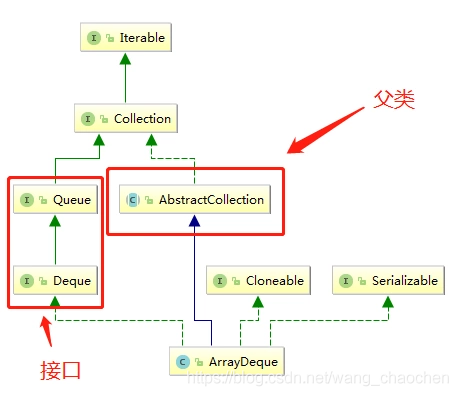 I Iterable
I Collection
父类
I Queue
C AbstractCollection
I Deque
I Cloneable
I Serializable
接口
C ArrayDeque
https://blog.csdn.net/wang_chaochen